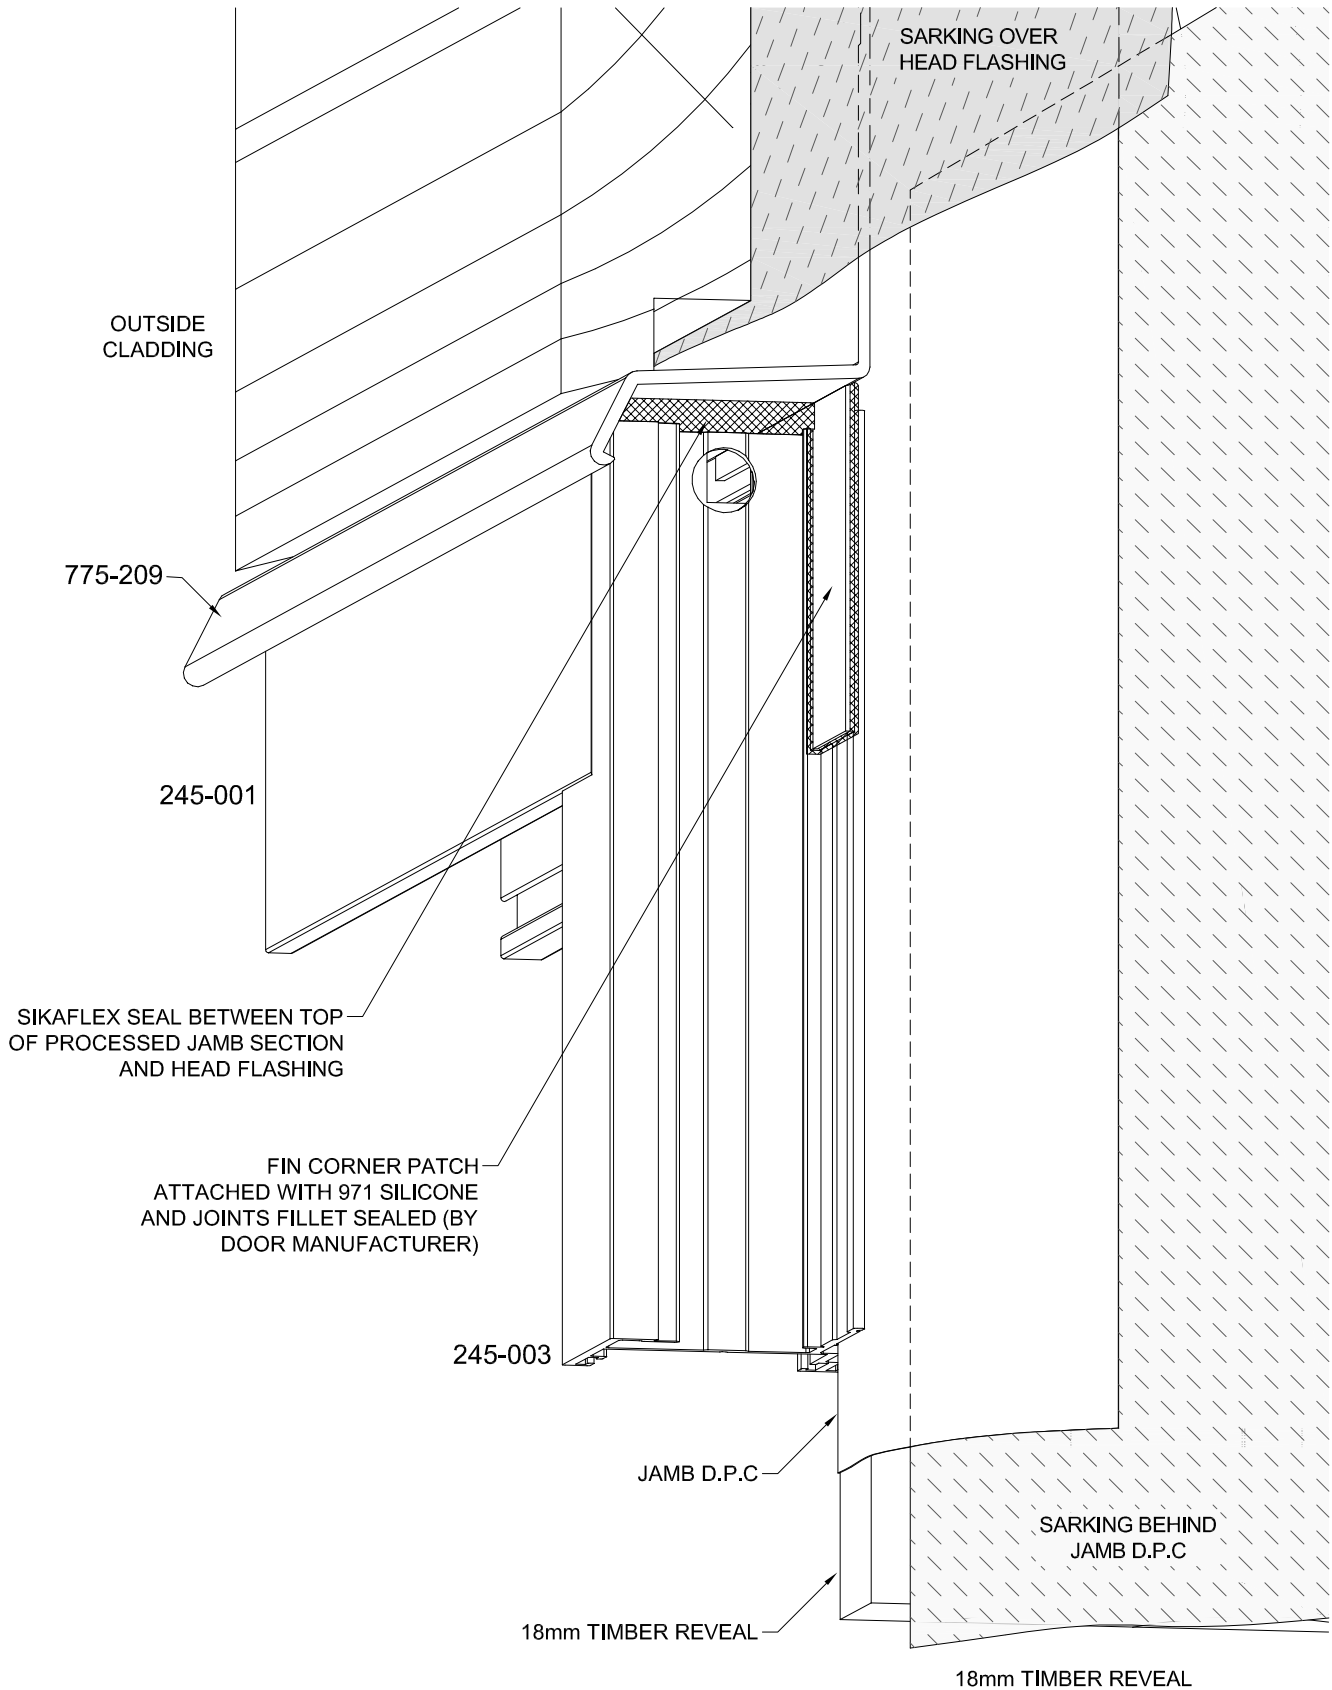 SARKING OVER
HEAD FLASHING
OUTSIDE
CLADDING
775-209
245-001
SIKAFLEX SEAL BETWEEN TOP
OF PROCESSED JAMB SECTION
AND HEAD FLASHING
FIN CORNER PATCH
ATTACHED WITH 971 SILICONE
AND JOINTS FILLET SEALED (BY
DOOR MANUFACTURER)
245-003
JAMB D.P.C
SARKING BEHIND
JAMB D.P.C
18mm TIMBER REVEAL
18mm TIMBER REVEAL